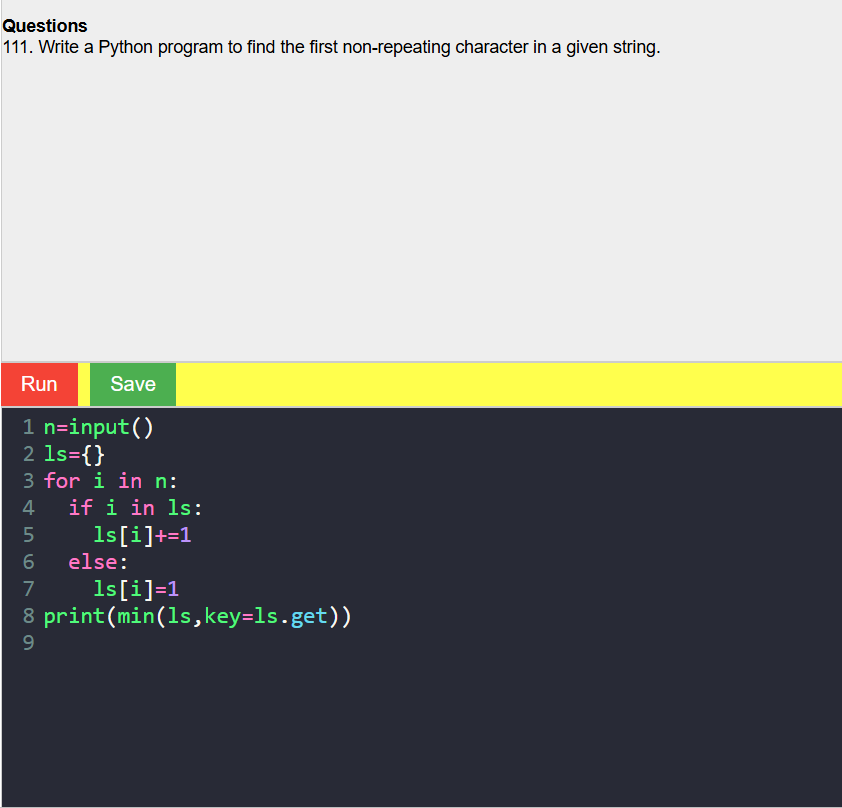 Questions
111. Write a Python program to find the first non-repeating character in a given string.
Run Save
1 n=input()
2 ls={}
3 for i in n:
4   if i in ls:
5     ls[i]+=1
6   else:
7     ls[i]=1
8 print(min(ls,key=ls.get))
9